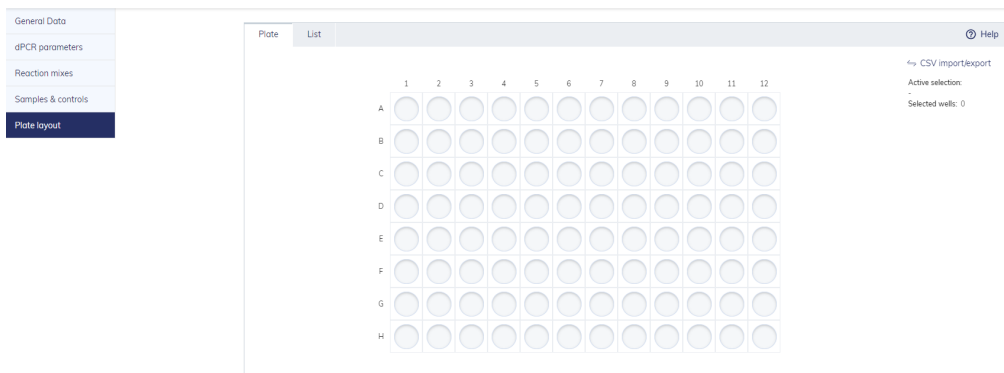 General Data
dPCR parameters
Reaction mixes
Samples & controls
Plate layout
Plate List
Help
CSV import/export
Active selection:
-
Selected wells: 0
1 2 3 4 5 6 7 8 9 10 11 12
A
B
C
D
E
F
G
H